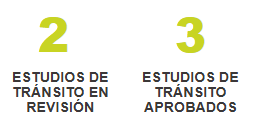 2
ESTUDIOS DE
TRÁNSITO EN
REVISIÓN
3
ESTUDIOS DE
TRÁNSITO
APROBADOS